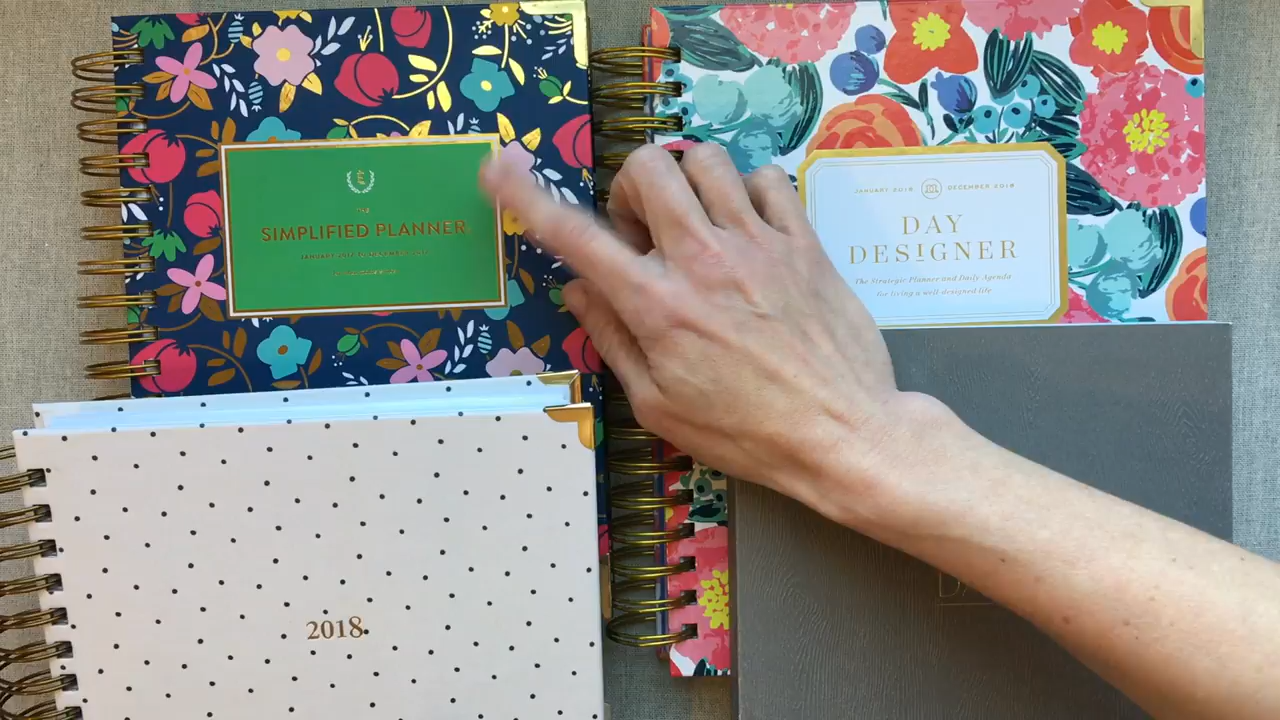 THE
SIMPLIFIED PLANNER
JANUARY 2018 DECEMBER 2018
DAY
DESIGNER
The Strategic Planner and Daily Agenda
for living a well-designed life
2018